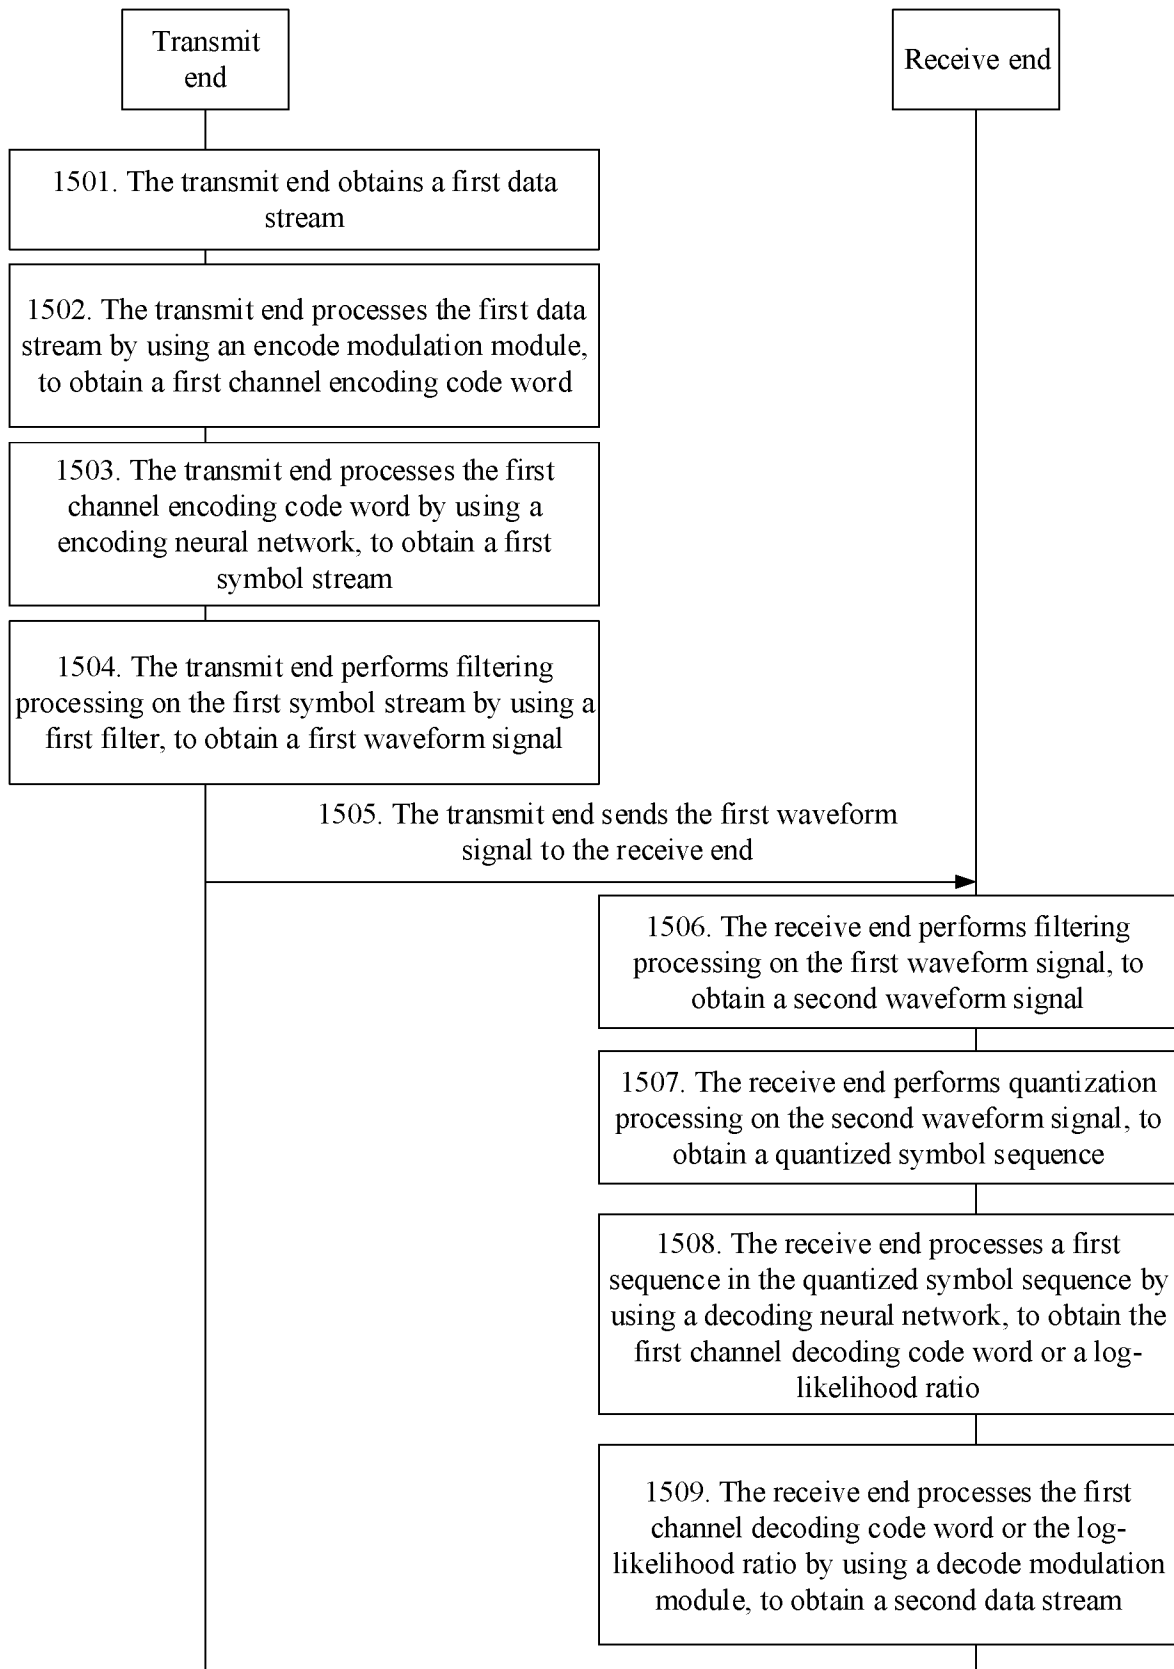 Transmit
end
Receive end
1501. The transmit end obtains a first data
stream
1502. The transmit end processes the first data
stream by using an encode modulation module,
to obtain a first channel encoding code word
1503. The transmit end processes the first
channel encoding code word by using a
encoding neural network, to obtain a first
symbol stream
1504. The transmit end performs filtering
processing on the first symbol stream by using a
first filter, to obtain a first waveform signal
1505. The transmit end sends the first waveform
signal to the receive end
1506. The receive end performs filtering
processing on the first waveform signal, to
obtain a second waveform signal
1507. The receive end performs quantization
processing on the second waveform signal, to
obtain a quantized symbol sequence
1508. The receive end processes a first
sequence in the quantized symbol sequence by
using a decoding neural network, to obtain the
first channel decoding code word or a log-
likelihood ratio
1509. The receive end processes the first
channel decoding code word or the log-
likelihood ratio by using a decode modulation
module, to obtain a second data stream